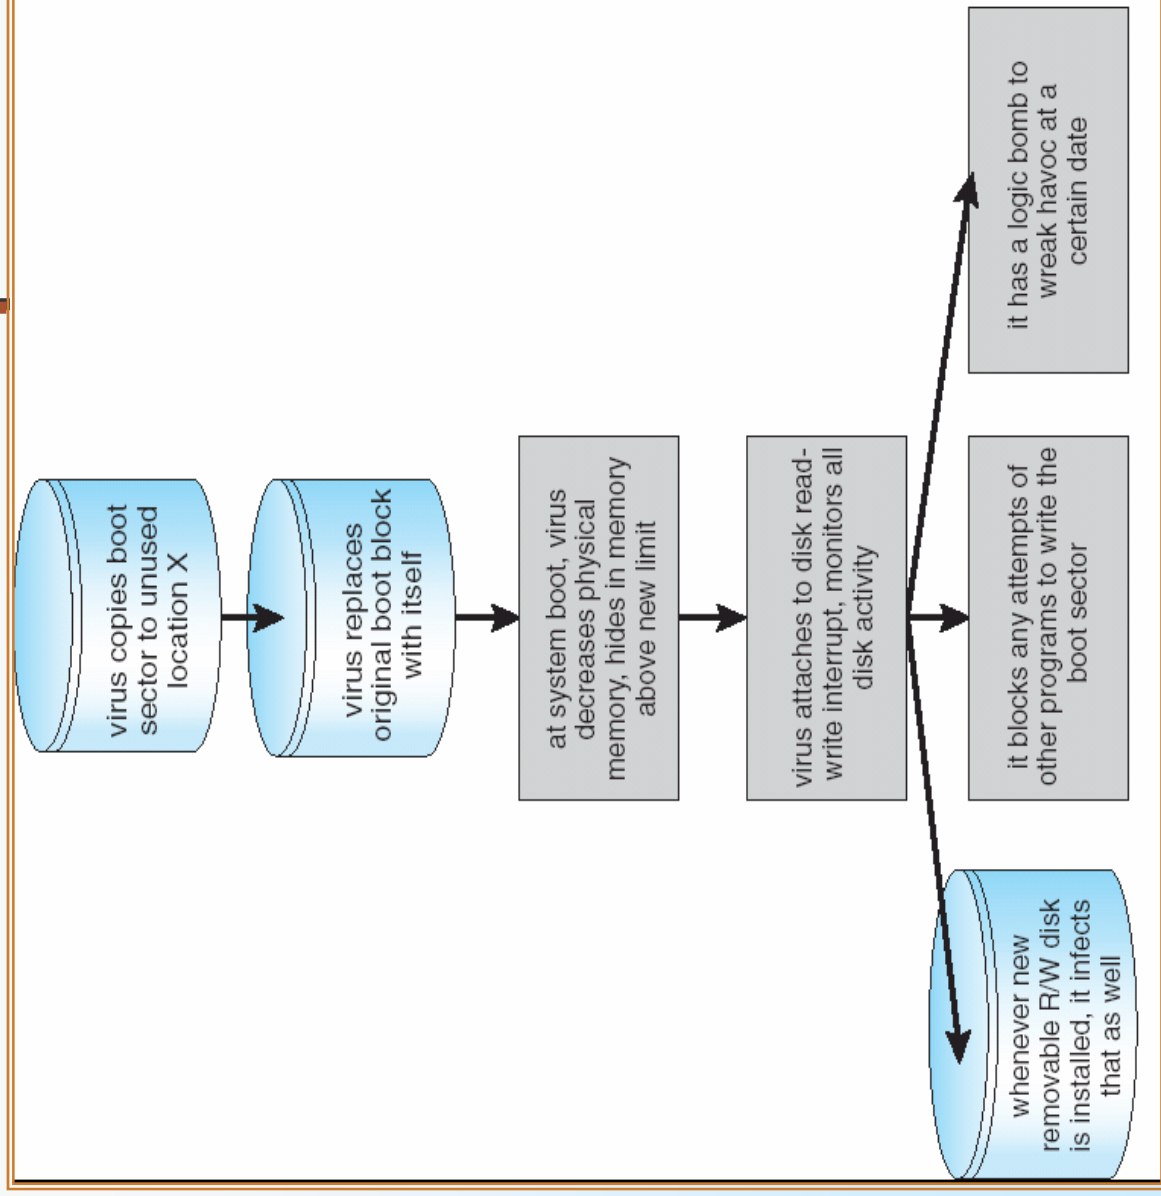 virus copies boot
sector to unused
location X
virus replaces
original boot block
with itself
at system boot, virus
decreases physical
memory, hides in memory
above new limit
virus attaches to disk read-
write interrupt, monitors all
disk activity
whenever new
removable R/W disk
is installed, it infects
that as well
it blocks any attempts of
other programs to write the
boot sector
it has a logic bomb to
wreak havoc at a
certain date